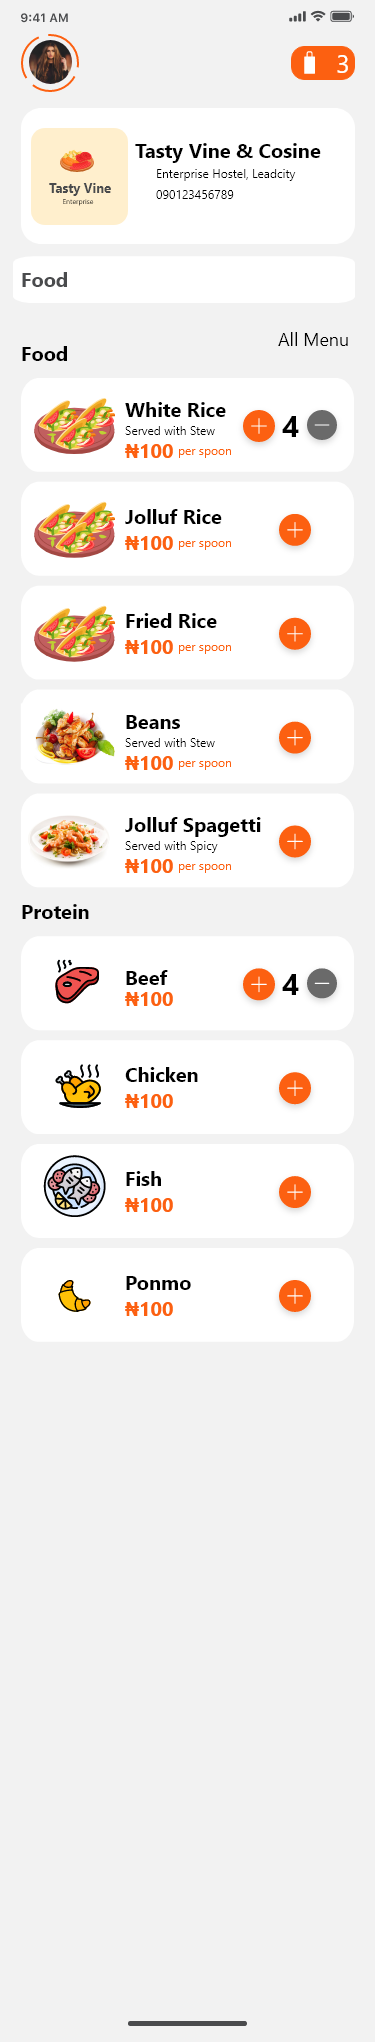 9:41 AM
3
Tasty Vine & Cosine
Enterprise Hostel, Leadcity
090123456789
Tasty Vine
Enterprise
Food
All Menu
Food
White Rice
Served with Stew
₦100 per spoon
4
Jolluf Rice
₦100 per spoon
Fried Rice
₦100 per spoon
Beans
Served with Stew
₦100 per spoon
Jolluf Spagetti
Served with Spicy
₦100 per spoon
Protein
Beef
₦100
4
Chicken
₦100
Fish
₦100
Ponmo
₦100